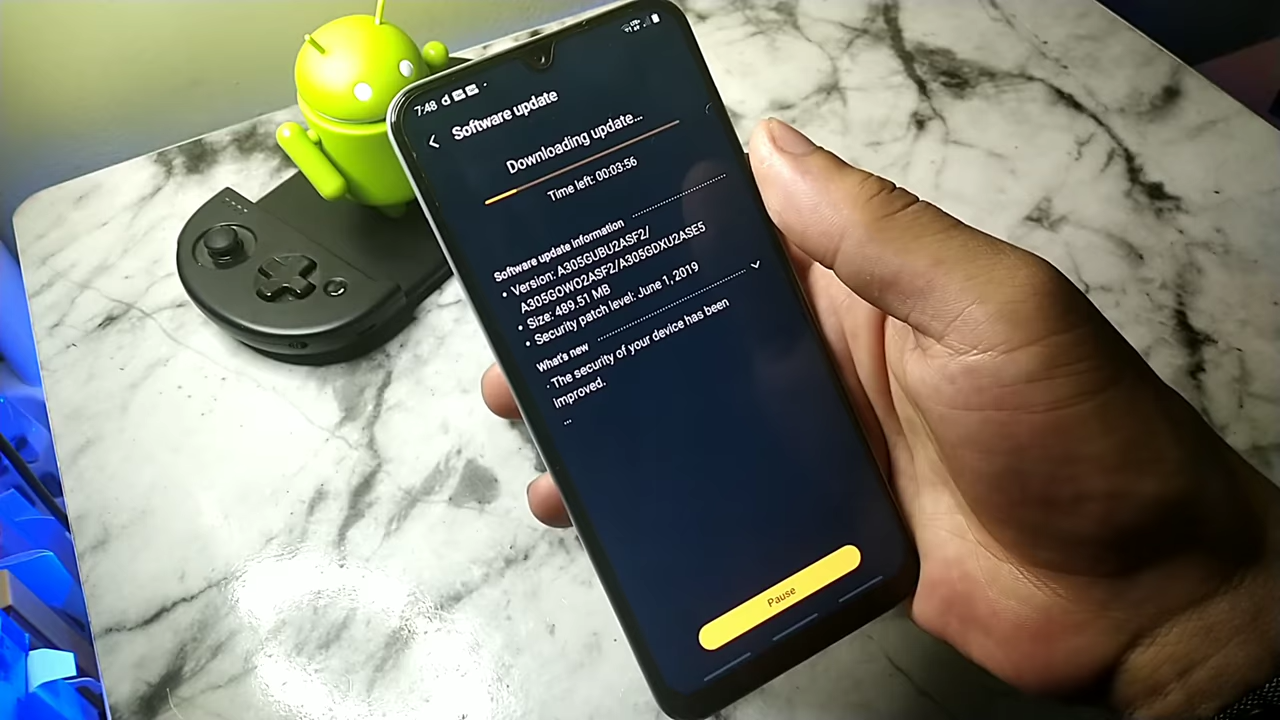 7:48
Software update
Downloading update...
Time left: 00:03:56
Software update information
• Version: A305GUBU2ASF2/
A305GOWO2ASF2/A305GDXU2ASE5
• Size: 489.51 MB
• Security patch level: June 1, 2019
What's new
· The security of your device has been
improved.
...
Pause